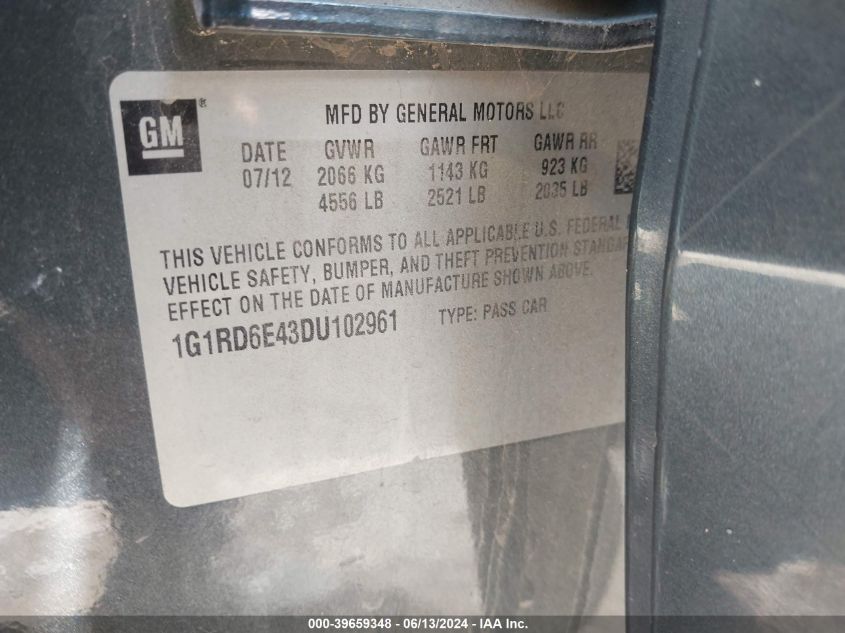 GM ®
MFD BY GENERAL MOTORS LLC
DATE GVWR GAWR FRT GAWR RR
07/12 2066 KG 1143 KG 923 KG
4556 LB 2521 LB 2035 LB
THIS VEHICLE CONFORMS TO ALL APPLICABLE U.S. FEDERAL
VEHICLE SAFETY, BUMPER, AND THEFT PREVENTION STANDAR
EFFECT ON THE DATE OF MANUFACTURE SHOWN ABOVE.
1G1RD6E43DU102961 TYPE: PASS CAR
000-39659348 - 06/13/2024 - IAA Inc.